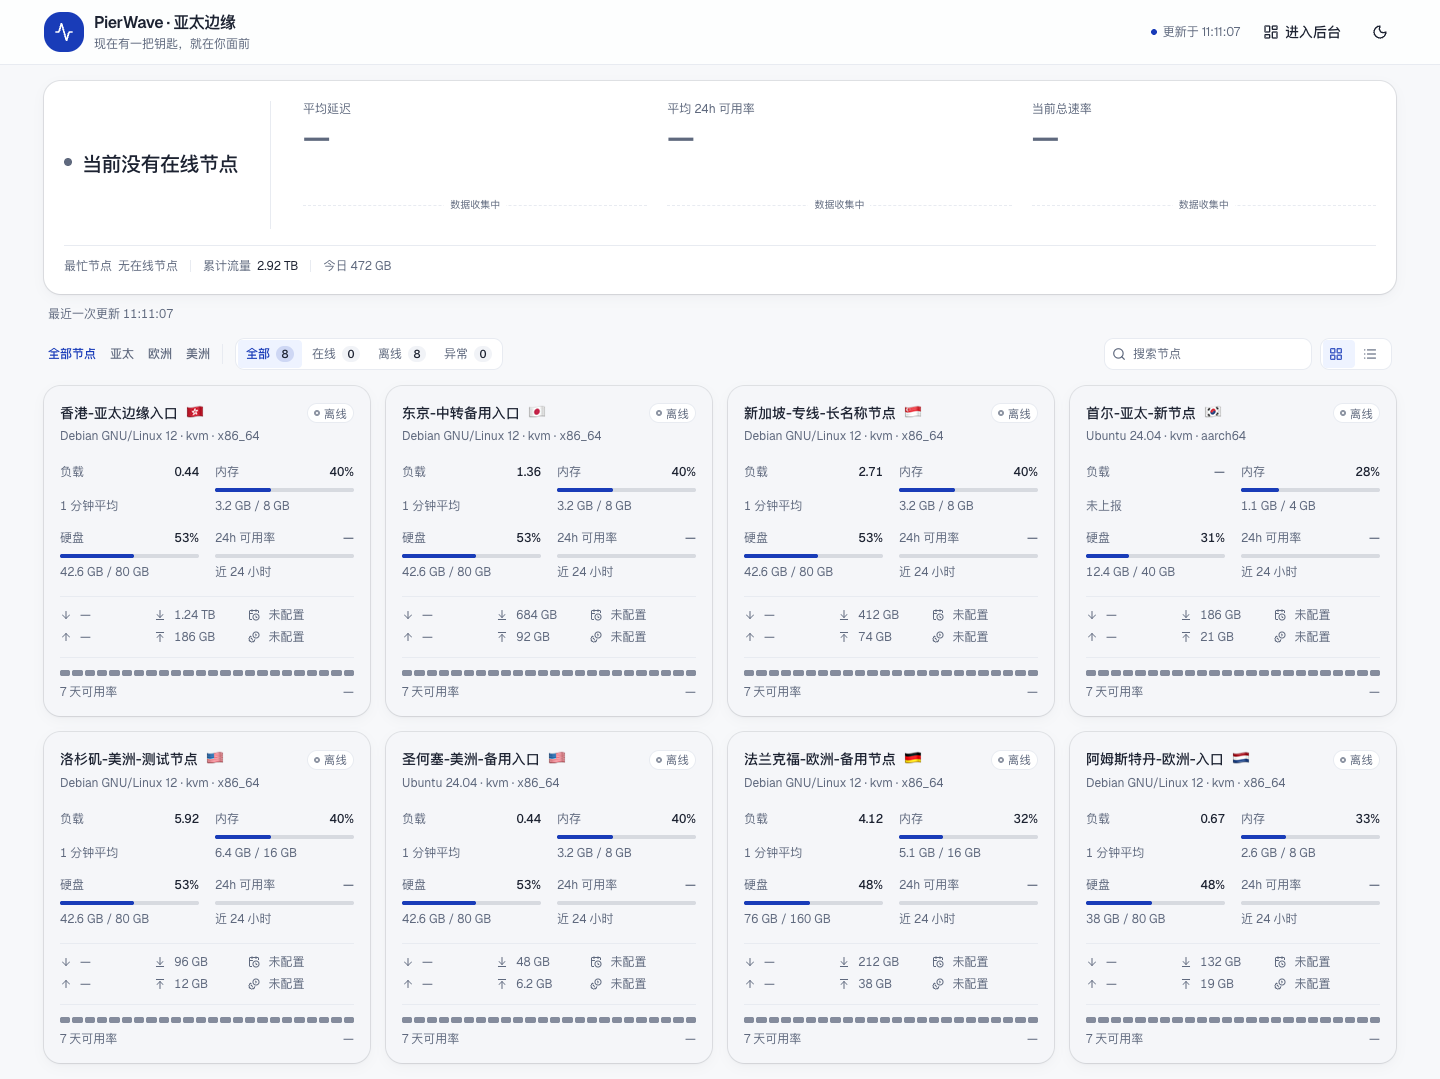 PierWave · 亚太边缘
现在有一把钥匙，就在你面前
更新于 11:11:07
进入后台
当前没有在线节点
平均延迟
—
数据收集中
平均 24h 可用率
—
数据收集中
当前总速率
—
数据收集中
最忙节点 无在线节点
累计流量 2.92 TB
今日 472 GB
最近一次更新 11:11:07
全部节点 亚太 欧洲 美洲
全部 8 在线 0 离线 8 异常 0
搜索节点
香港-亚太边缘入口
离线
Debian GNU/Linux 12 · kvm · x86_64
负载 0.44 内存 40%
1 分钟平均 3.2 GB / 8 GB
硬盘 53% 24h 可用率 —
42.6 GB / 80 GB 近 24 小时
— 1.24 TB 未配置
— 186 GB 未配置
7 天可用率 —
东京-中转备用入口
离线
Debian GNU/Linux 12 · kvm · x86_64
负载 1.36 内存 40%
1 分钟平均 3.2 GB / 8 GB
硬盘 53% 24h 可用率 —
42.6 GB / 80 GB 近 24 小时
— 684 GB 未配置
— 92 GB 未配置
7 天可用率 —
新加坡-专线-长名称节点
离线
Debian GNU/Linux 12 · kvm · x86_64
负载 2.71 内存 40%
1 分钟平均 3.2 GB / 8 GB
硬盘 53% 24h 可用率 —
42.6 GB / 80 GB 近 24 小时
— 412 GB 未配置
— 74 GB 未配置
7 天可用率 —
首尔-亚太-新节点
离线
Ubuntu 24.04 · kvm · aarch64
负载 — 内存 28%
未上报 1.1 GB / 4 GB
硬盘 31% 24h 可用率 —
12.4 GB / 40 GB 近 24 小时
— 186 GB 未配置
— 21 GB 未配置
7 天可用率 —
洛杉矶-美洲-测试节点
离线
Debian GNU/Linux 12 · kvm · x86_64
负载 5.92 内存 40%
1 分钟平均 6.4 GB / 16 GB
硬盘 53% 24h 可用率 —
42.6 GB / 80 GB 近 24 小时
— 96 GB 未配置
— 12 GB 未配置
7 天可用率 —
圣何塞-美洲-备用入口
离线
Ubuntu 24.04 · kvm · x86_64
负载 0.44 内存 40%
1 分钟平均 3.2 GB / 8 GB
硬盘 53% 24h 可用率 —
42.6 GB / 80 GB 近 24 小时
— 48 GB 未配置
— 6.2 GB 未配置
7 天可用率 —
法兰克福-欧洲-备用节点
离线
Debian GNU/Linux 12 · kvm · x86_64
负载 4.12 内存 32%
1 分钟平均 5.1 GB / 16 GB
硬盘 48% 24h 可用率 —
76 GB / 160 GB 近 24 小时
— 212 GB 未配置
— 38 GB 未配置
7 天可用率 —
阿姆斯特丹-欧洲-入口
离线
Debian GNU/Linux 12 · kvm · x86_64
负载 0.67 内存 33%
1 分钟平均 2.6 GB / 8 GB
硬盘 48% 24h 可用率 —
38 GB / 80 GB 近 24 小时
— 132 GB 未配置
— 19 GB 未配置
7 天可用率 —